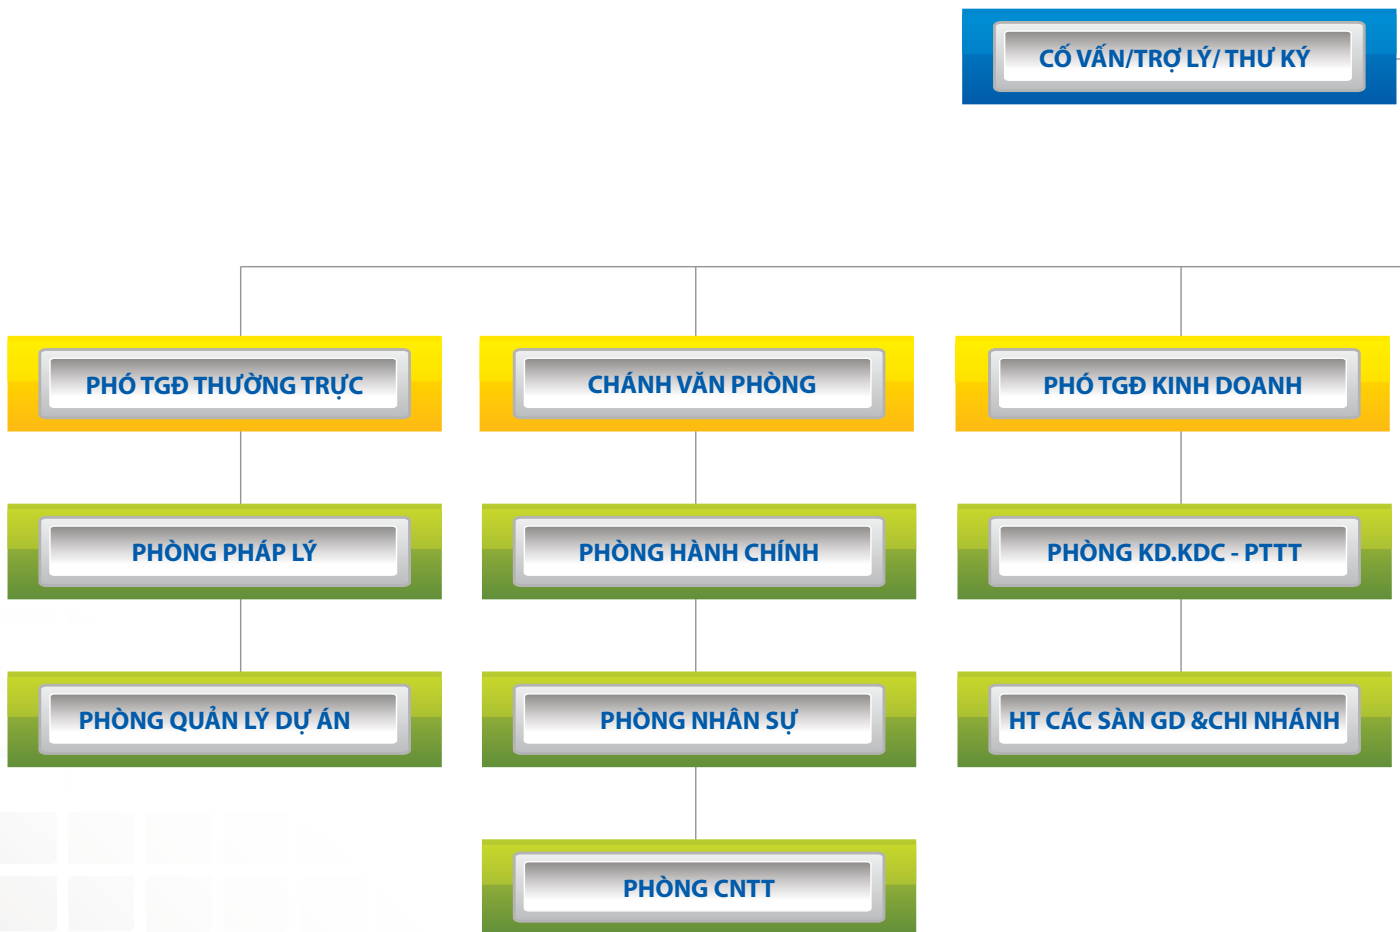 CỐ VẤN/TRỢ LÝ/ THƯ KÝ
PHÓ TGĐ THƯỜNG TRỰC
CHÁNH VĂN PHÒNG
PHÓ TGĐ KINH DOANH
PHÒNG PHÁP LÝ
PHÒNG HÀNH CHÍNH
PHÒNG KD.KDC - PTTT
PHÒNG QUẢN LÝ DỰ ÁN
PHÒNG NHÂN SỰ
HT CÁC SÀN GD &CHI NHÁNH
PHÒNG CNTT